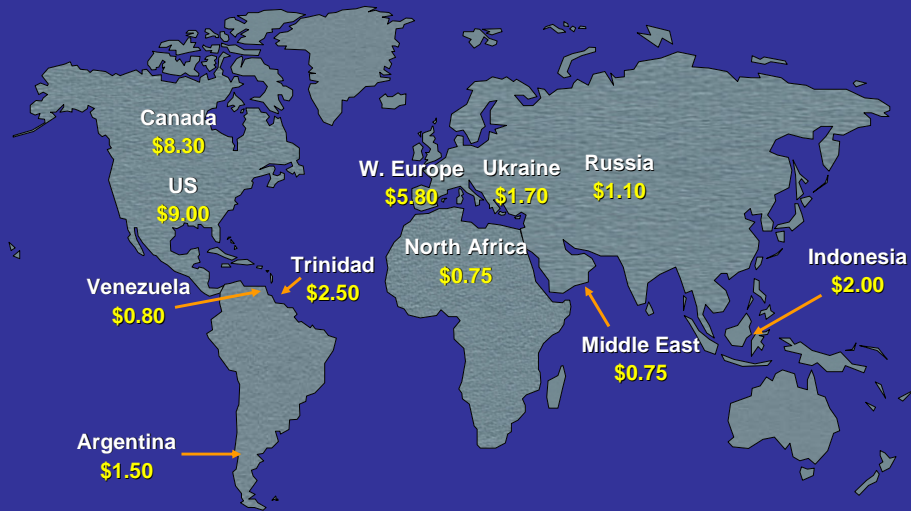 Canada
$8.30
US
$9.00
W. Europe
$5.80
Ukraine
$1.70
Russia
$1.10
North Africa
$0.75
Trinidad
$2.50
Venezuela
$0.80
Indonesia
$2.00
Middle East
$0.75
Argentina
$1.50